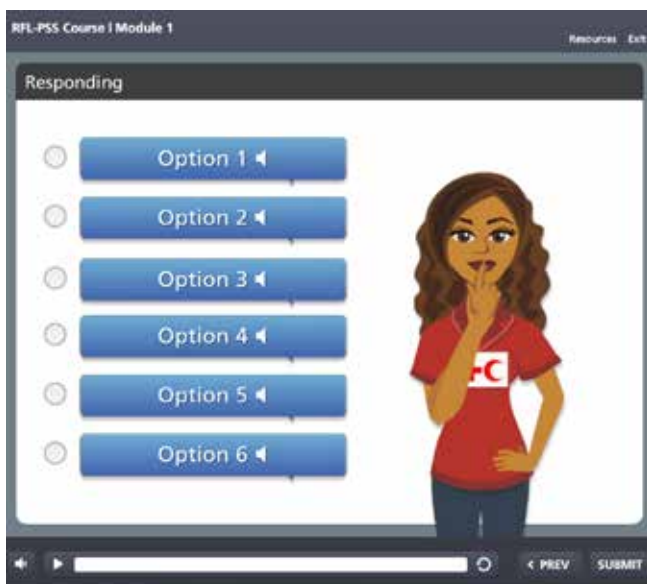 RFL-PSS Course | Module 1
Resources Exit
Responding
Option 1
Option 2
Option 3
Option 4
Option 5
Option 6
< PREV SUBMIT